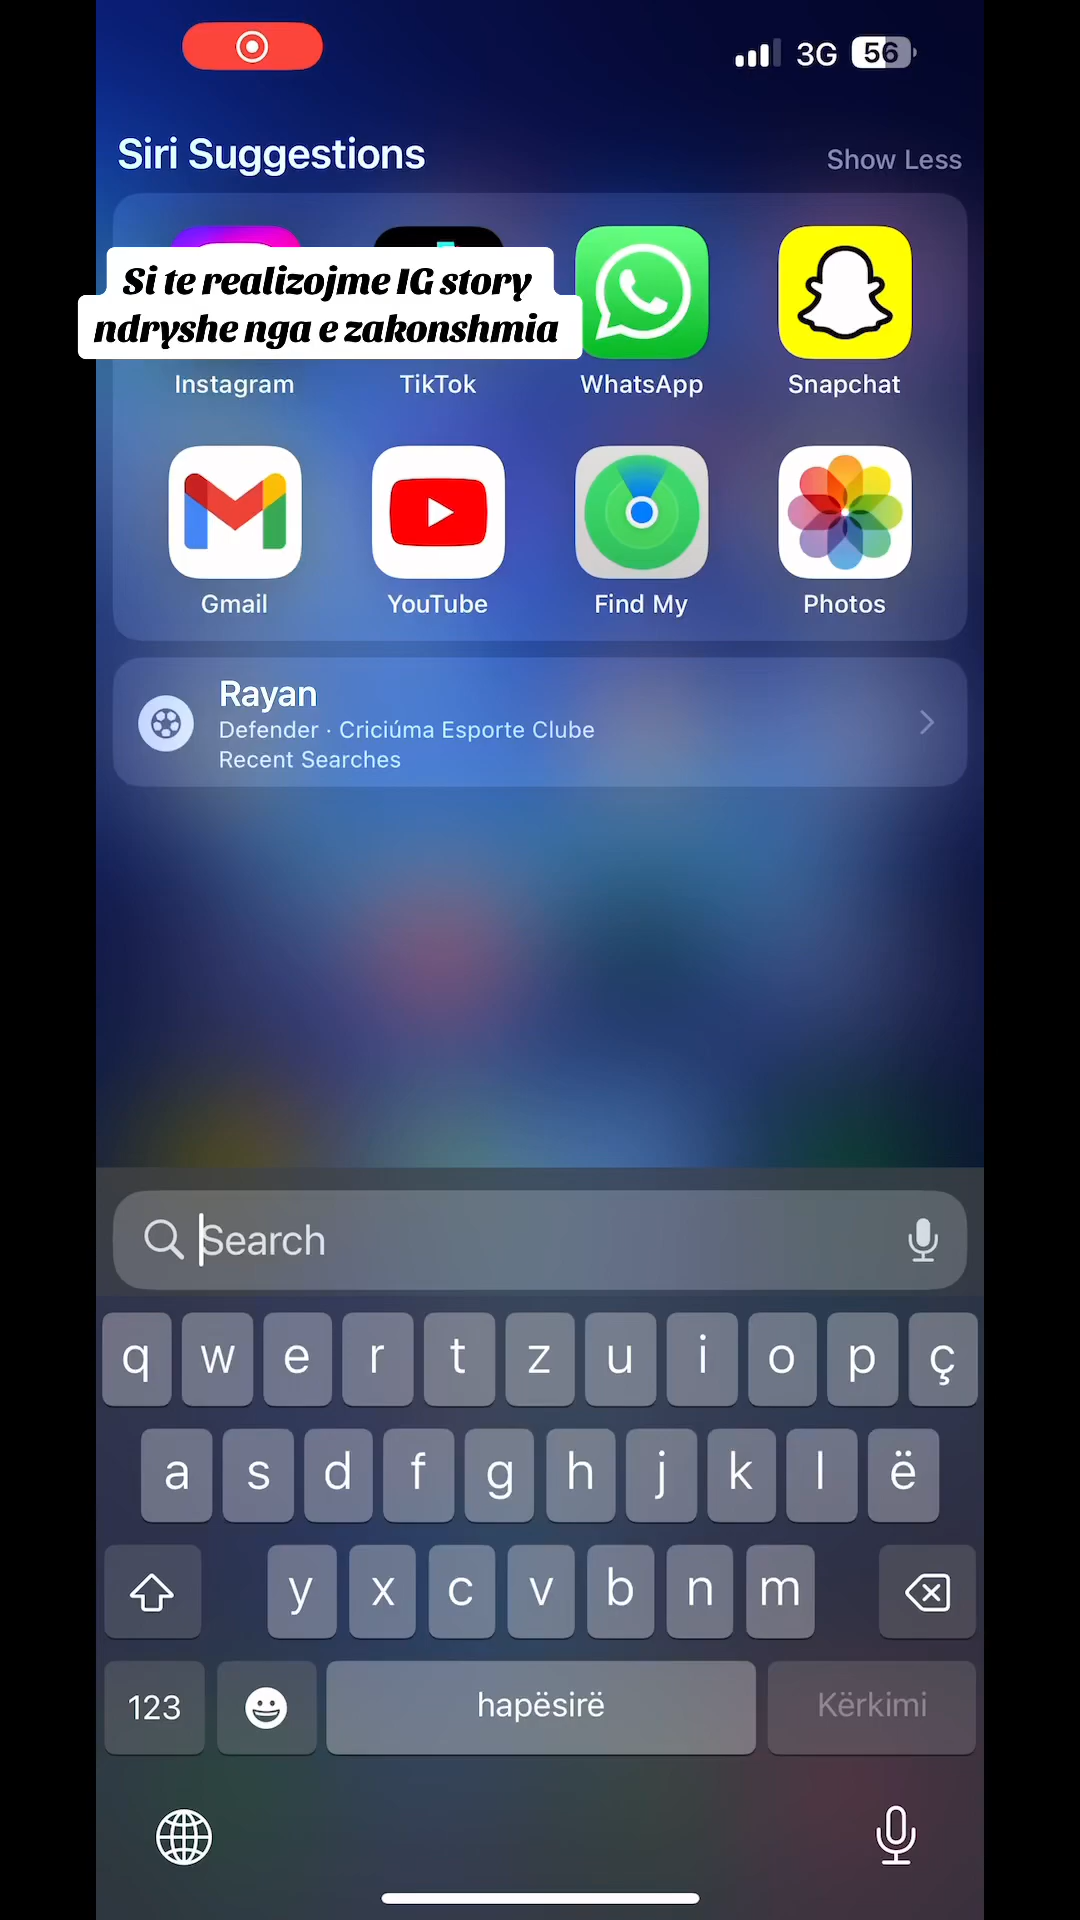 3G 56
Siri Suggestions
Show Less
Si te realizojme IG story
ndryshe nga e zakonshmia
Instagram TikTok WhatsApp Snapchat
Gmail YouTube Find My Photos
Rayan
Defender · Criciúma Esporte Clube
Recent Searches
Search
q w e r t z u i o p ç
a s d f g h j k l ë
y x c v b n m
123 hapësirë Kërkimi